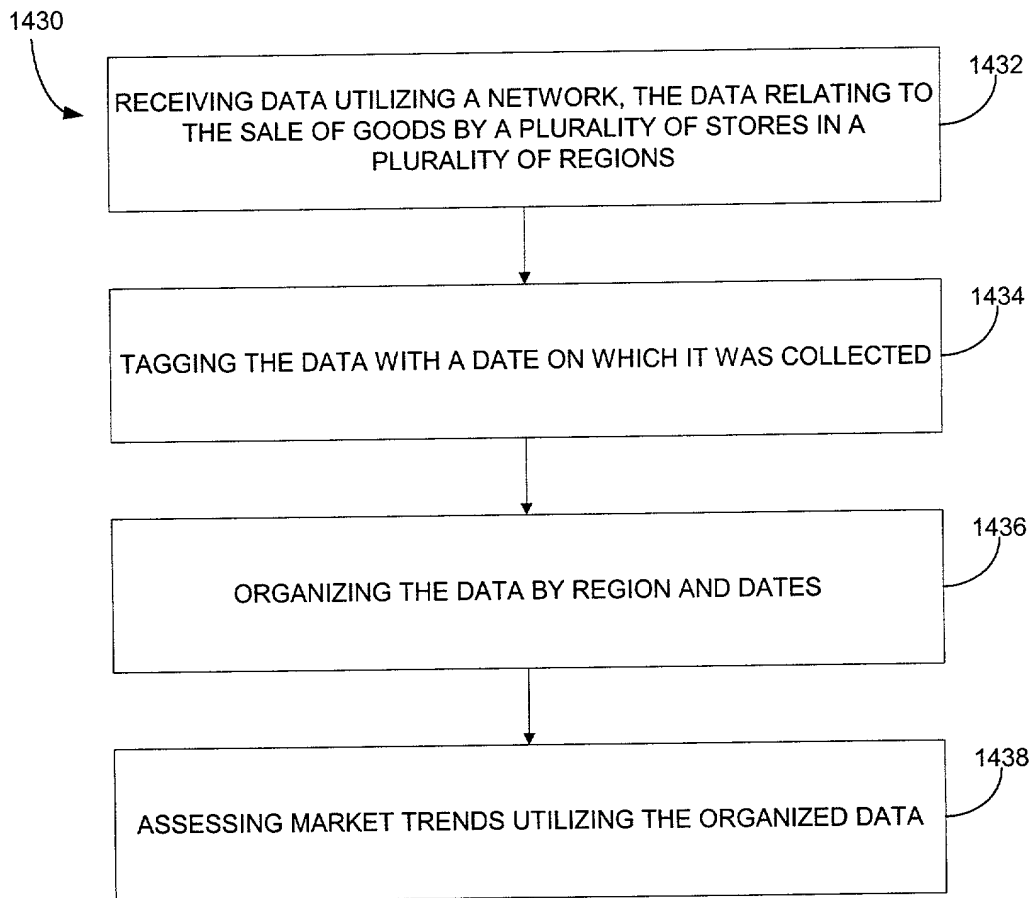 1430
1432
RECEIVING DATA UTILIZING A NETWORK, THE DATA RELATING TO
THE SALE OF GOODS BY A PLURALITY OF STORES IN A
PLURALITY OF REGIONS
1434
TAGGING THE DATA WITH A DATE ON WHICH IT WAS COLLECTED
1436
ORGANIZING THE DATA BY REGION AND DATES
1438
ASSESSING MARKET TRENDS UTILIZING THE ORGANIZED DATA